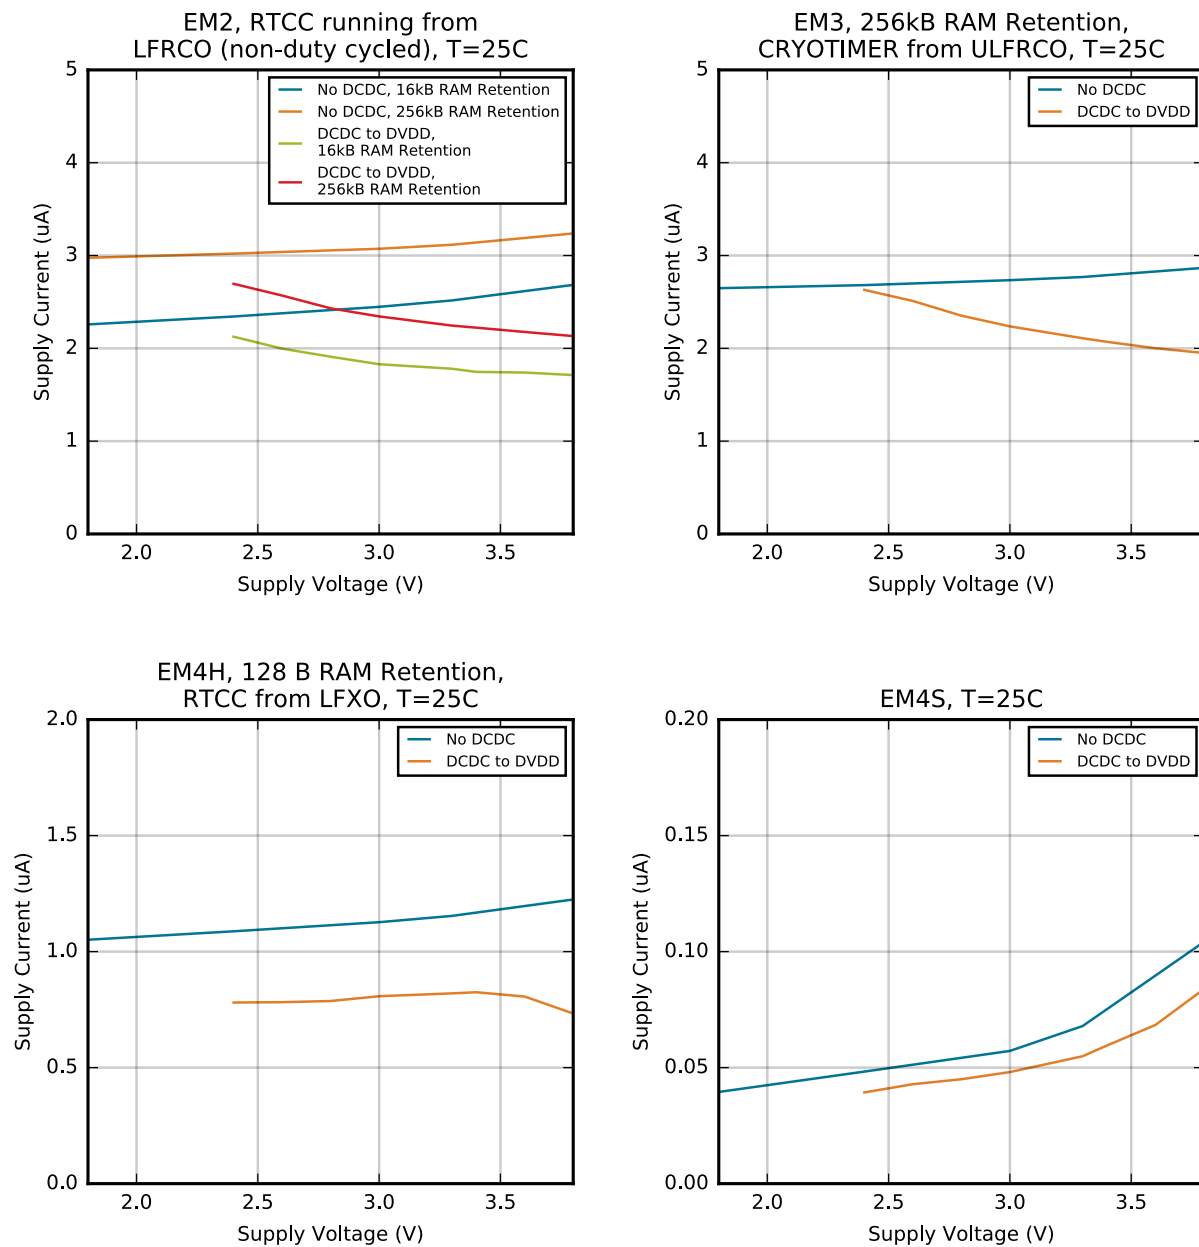 EM2, RTCC running from
LFRCO (non-duty cycled), T=25C
5
4
3
2
1
0
Supply Current (uA)
No DCDC, 16kB RAM Retention
No DCDC, 256kB RAM Retention
DCDC to DVDD,
16kB RAM Retention
DCDC to DVDD,
256kB RAM Retention
2.0 2.5 3.0 3.5
Supply Voltage (V)
EM3, 256kB RAM Retention,
CRYOTIMER from ULFRCO, T=25C
5
4
3
2
1
0
Supply Current (uA)
No DCDC
DCDC to DVDD
2.0 2.5 3.0 3.5
Supply Voltage (V)
EM4H, 128 B RAM Retention,
RTCC from LFXO, T=25C
2.0
1.5
1.0
0.5
0.0
Supply Current (uA)
No DCDC
DCDC to DVDD
2.0 2.5 3.0 3.5
Supply Voltage (V)
EM4S, T=25C
0.20
0.15
0.10
0.05
0.00
Supply Current (uA)
No DCDC
DCDC to DVDD
2.0 2.5 3.0 3.5
Supply Voltage (V)